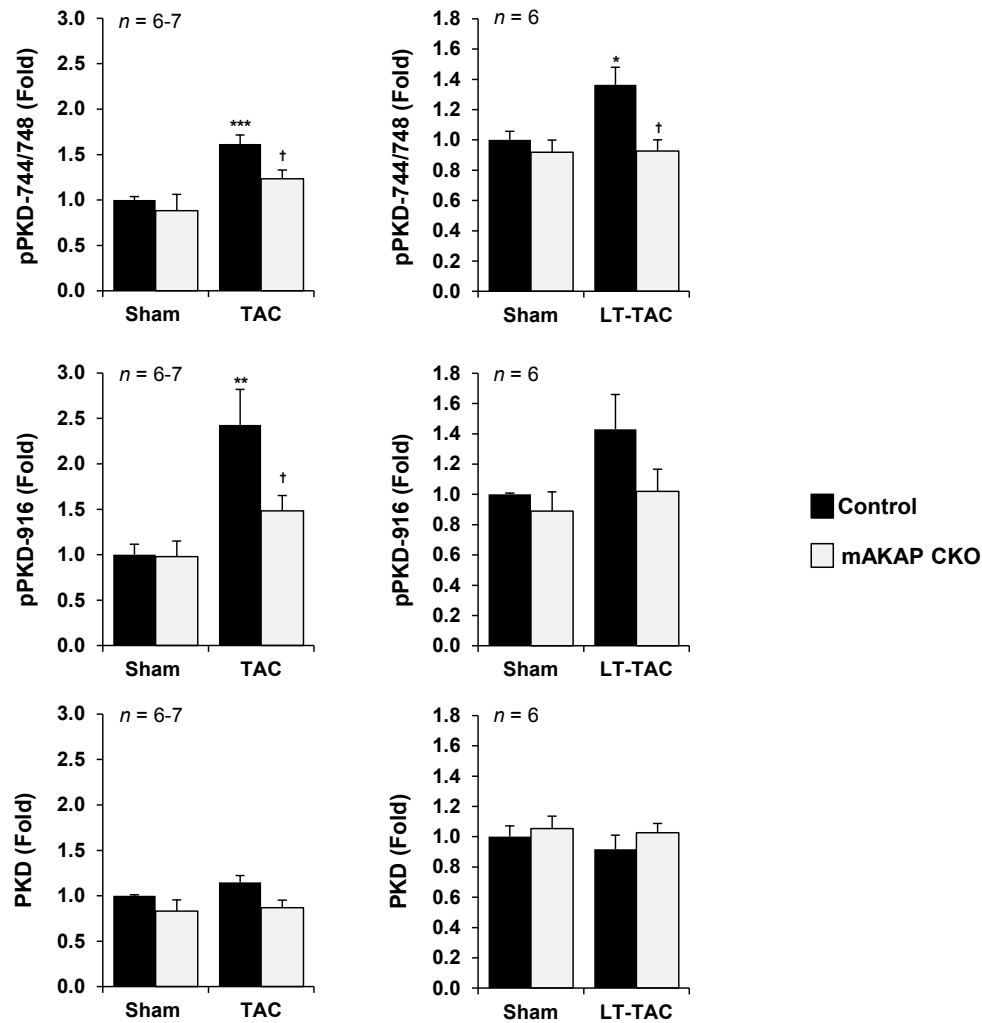 n = 6-7
pPKD-744/748 (Fold)
3.0
2.5
2.0
1.5
1.0
0.5
0.0
***
†
Sham TAC
n = 6
pPKD-744/748 (Fold)
1.8
1.6
1.4
1.2
1.0
0.8
0.6
0.4
0.2
0.0
*
†
Sham LT-TAC
n = 6-7
pPKD-916 (Fold)
3.0
2.5
2.0
1.5
1.0
0.5
0.0
**
†
Sham TAC
n = 6
pPKD-916 (Fold)
1.8
1.6
1.4
1.2
1.0
0.8
0.6
0.4
0.2
0.0
Sham LT-TAC
Control
mAKAP CKO
n = 6-7
PKD (Fold)
3.0
2.5
2.0
1.5
1.0
0.5
0.0
Sham TAC
n = 6
PKD (Fold)
1.8
1.6
1.4
1.2
1.0
0.8
0.6
0.4
0.2
0.0
Sham LT-TAC